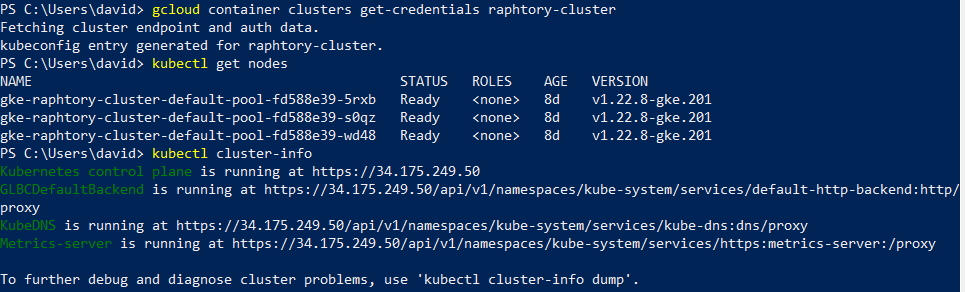 PS C:\Users\david> gcloud container clusters get-credentials raphtory-cluster
Fetching cluster endpoint and auth data.
kubeconfig entry generated for raphtory-cluster.
PS C:\Users\david> kubectl get nodes
NAME                                              STATUS   ROLES    AGE   VERSION
gke-raphtory-cluster-default-pool-fd588e39-5rxb   Ready    <none>   8d    v1.22.8-gke.201
gke-raphtory-cluster-default-pool-fd588e39-s0qz   Ready    <none>   8d    v1.22.8-gke.201
gke-raphtory-cluster-default-pool-fd588e39-wd48   Ready    <none>   8d    v1.22.8-gke.201
PS C:\Users\david> kubectl cluster-info
Kubernetes control plane is running at https://34.175.249.50
GLBCDefaultBackend is running at https://34.175.249.50/api/v1/namespaces/kube-system/services/default-http-backend:http/
proxy
KubeDNS is running at https://34.175.249.50/api/v1/namespaces/kube-system/services/kube-dns:dns/proxy
Metrics-server is running at https://34.175.249.50/api/v1/namespaces/kube-system/services/https:metrics-server:/proxy
To further debug and diagnose cluster problems, use 'kubectl cluster-info dump'.